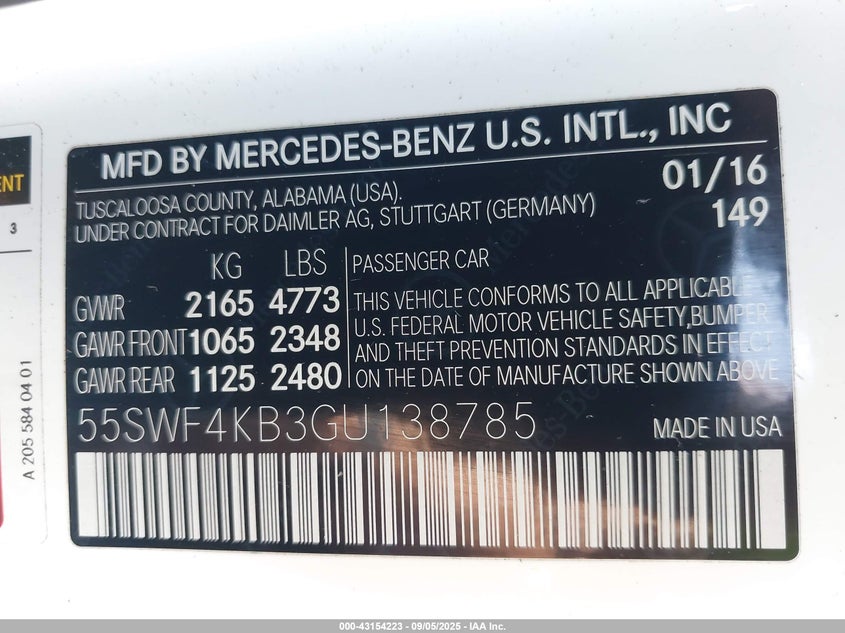 ENT
3
A 205 584 04 01
MFD BY MERCEDES-BENZ U.S. INTL., INC
TUSCALOOSA COUNTY, ALABAMA (USA).
UNDER CONTRACT FOR DAIMLER AG, STUTTGART (GERMANY)
01/16
149
KG LBS
GVWR 2165 4773
GAWR FRONT 1065 2348
GAWR REAR 1125 2480
PASSENGER CAR
THIS VEHICLE CONFORMS TO ALL APPLICABLE
U.S. FEDERAL MOTOR VEHICLE SAFETY,BUMPER
AND THEFT PREVENTION STANDARDS IN EFFECT
ON THE DATE OF MANUFACTURE SHOWN ABOVE
55SWF4KB3GU138785
MADE IN USA
000-43154223 - 09/05/2025 - IAA Inc.